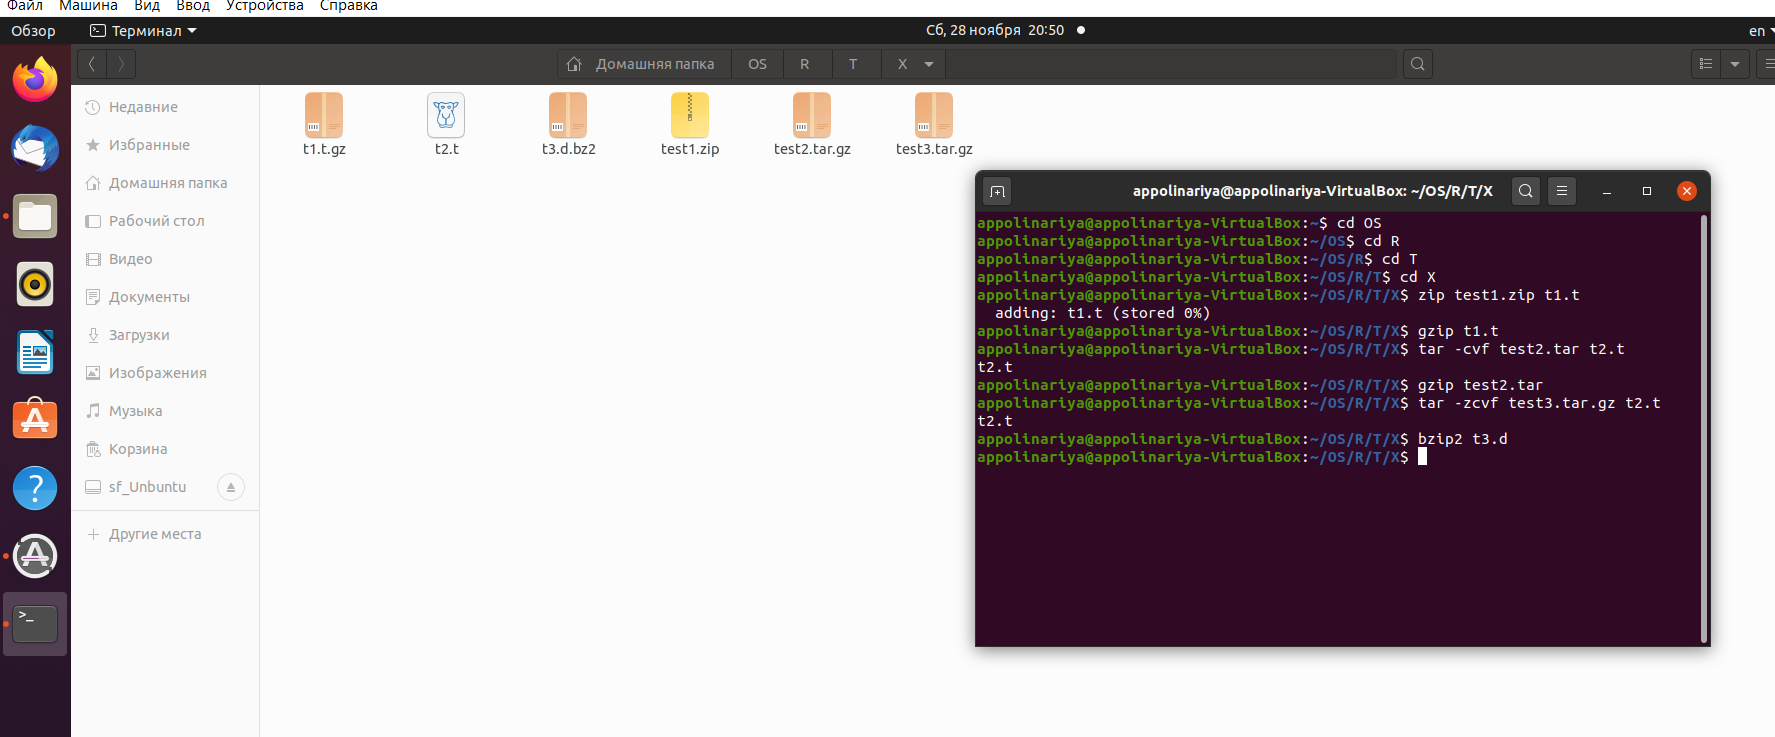 Файл Машина Вид Ввод Устройства Справка
Обзор Терминал Сб, 28 ноября 20:50 en
Домашняя папка OS R T X
Недавние
Избранные
Домашняя папка
Рабочий стол
Видео
Документы
Загрузки
Изображения
Музыка
Корзина
sf_Unbuntu
Другие места
t1.t.gz t2.t t3.d.bz2 test1.zip test2.tar.gz test3.tar.gz
appolinariya@appolinariya-VirtualBox: ~/OS/R/T/X
appolinariya@appolinariya-VirtualBox:~$ cd OS
appolinariya@appolinariya-VirtualBox:~/OS$ cd R
appolinariya@appolinariya-VirtualBox:~/OS/R$ cd T
appolinariya@appolinariya-VirtualBox:~/OS/R/T$ cd X
appolinariya@appolinariya-VirtualBox:~/OS/R/T/X$ zip test1.zip t1.t
  adding: t1.t (stored 0%)
appolinariya@appolinariya-VirtualBox:~/OS/R/T/X$ gzip t1.t
appolinariya@appolinariya-VirtualBox:~/OS/R/T/X$ tar -cvf test2.tar t2.t
t2.t
appolinariya@appolinariya-VirtualBox:~/OS/R/T/X$ gzip test2.tar
appolinariya@appolinariya-VirtualBox:~/OS/R/T/X$ tar -zcvf test3.tar.gz t2.t
t2.t
appolinariya@appolinariya-VirtualBox:~/OS/R/T/X$ bzip2 t3.d
appolinariya@appolinariya-VirtualBox:~/OS/R/T/X$